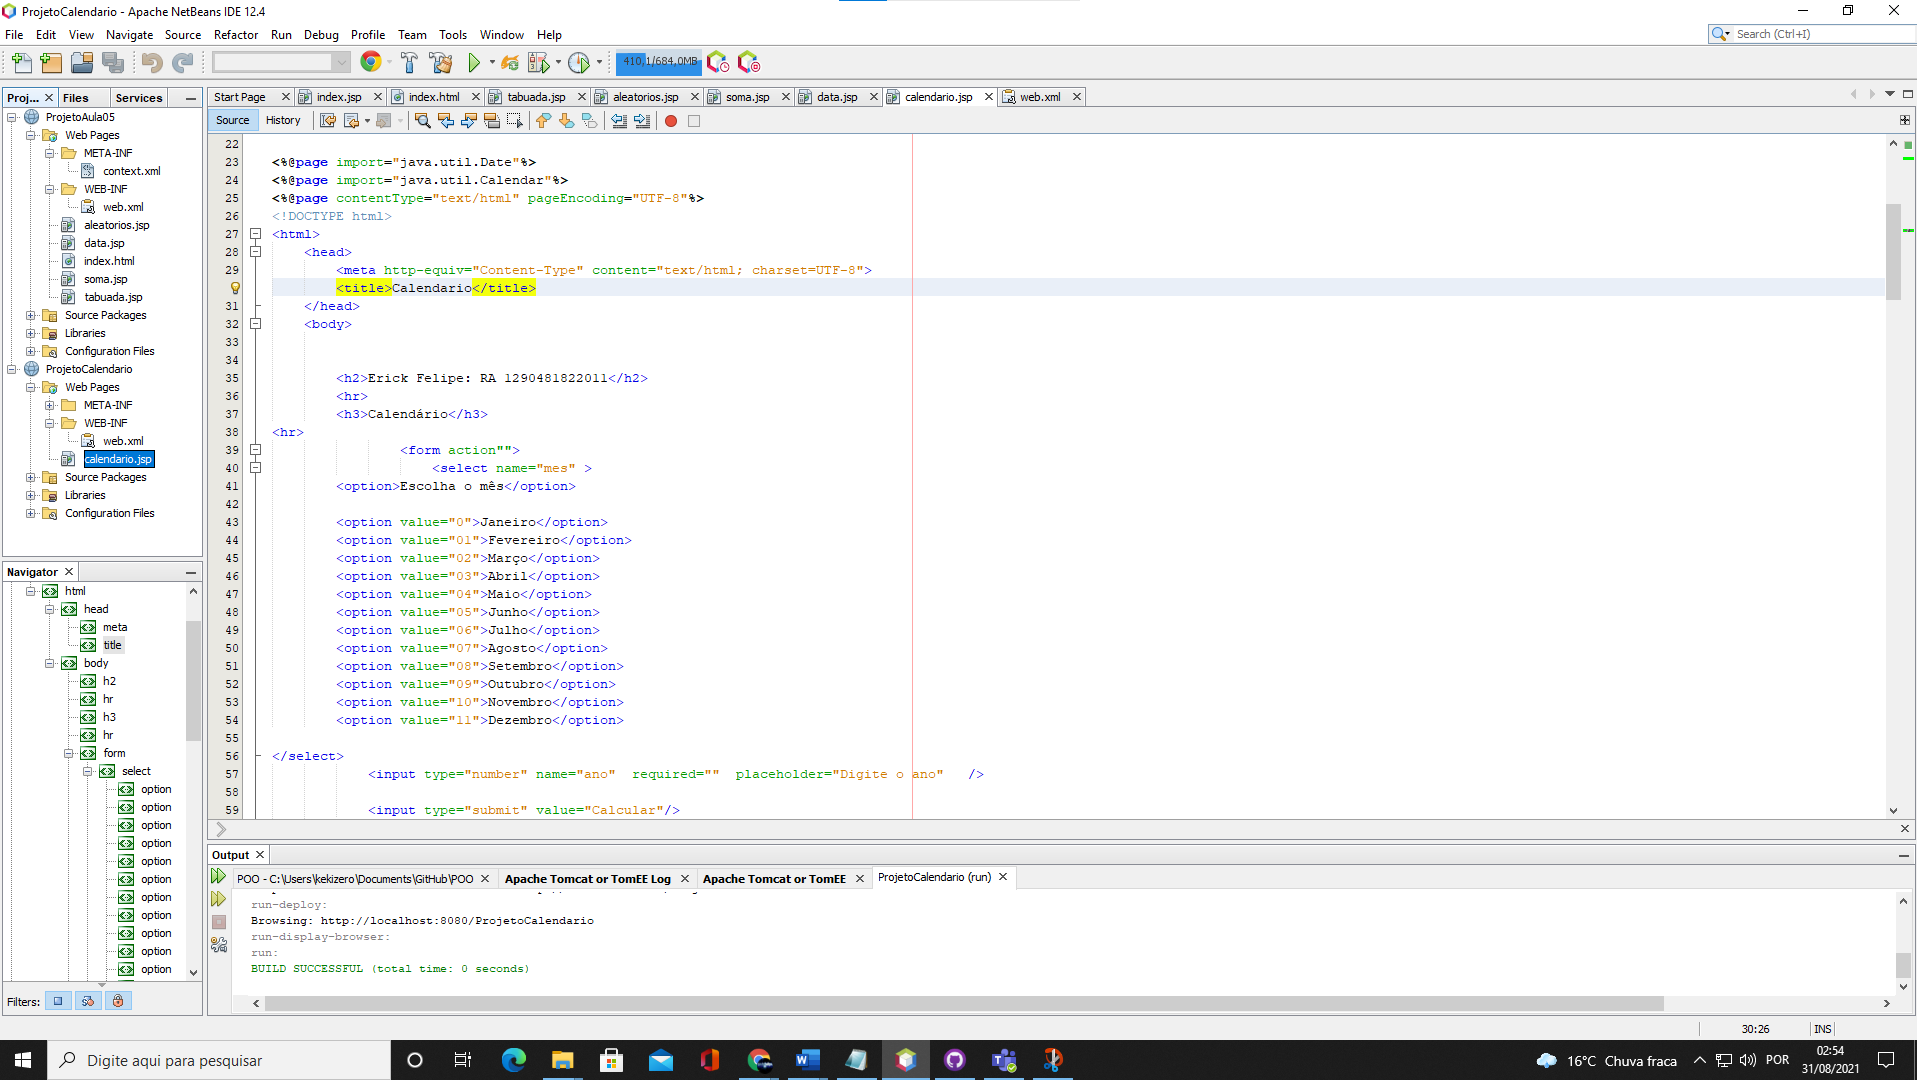 ProjetoCalendario - Apache NetBeans IDE 12.4
File Edit View Navigate Source Refactor Run Debug Profile Team Tools Window Help
Search (Ctrl+I)
410,1/684,0MB
Proj... Files Services
Start Page index.jsp index.html tabuada.jsp aleatorios.jsp soma.jsp data.jsp calendario.jsp web.xml
Source History
ProjetoAula05
Web Pages
META-INF
context.xml
WEB-INF
web.xml
aleatorios.jsp
data.jsp
index.html
soma.jsp
tabuada.jsp
Source Packages
Libraries
Configuration Files
ProjetoCalendario
Web Pages
META-INF
WEB-INF
web.xml
calendario.jsp
Source Packages
Libraries
Configuration Files
Navigator
html
head
meta
title
body
h2
hr
h3
hr
form
select
option
option
option
option
option
option
option
option
option
option
option
Filters:
22
23 <%@page import="java.util.Date"%>
24 <%@page import="java.util.Calendar"%>
25 <%@page contentType="text/html" pageEncoding="UTF-8"%>
26 <!DOCTYPE html>
27 <html>
28 <head>
29 <meta http-equiv="Content-Type" content="text/html; charset=UTF-8">
<title>Calendario</title>
31 </head>
32 <body>
33
34
35 <h2>Erick Felipe: RA 1290481822011</h2>
36 <hr>
37 <h3>Calendário</h3>
38 <hr>
39 <form action"">
40 <select name="mes" >
41 <option>Escolha o mês</option>
42
43 <option value="0">Janeiro</option>
44 <option value="01">Fevereiro</option>
45 <option value="02">Março</option>
46 <option value="03">Abril</option>
47 <option value="04">Maio</option>
48 <option value="05">Junho</option>
49 <option value="06">Julho</option>
50 <option value="07">Agosto</option>
51 <option value="08">Setembro</option>
52 <option value="09">Outubro</option>
53 <option value="10">Novembro</option>
54 <option value="11">Dezembro</option>
55
56 </select>
57 <input type="number" name="ano" required="" placeholder="Digite o ano" />
58
59 <input type="submit" value="Calcular"/>
Output
POO - C:\Users\kekizero\Documents\GitHub\POO Apache Tomcat or TomEE Log Apache Tomcat or TomEE ProjetoCalendario (run)
run-deploy:
Browsing: http://localhost:8080/ProjetoCalendario
run-display-browser:
run:
BUILD SUCCESSFUL (total time: 0 seconds)
30:26 INS
Digite aqui para pesquisar
16°C Chuva fraca
POR
02:54
31/08/2021